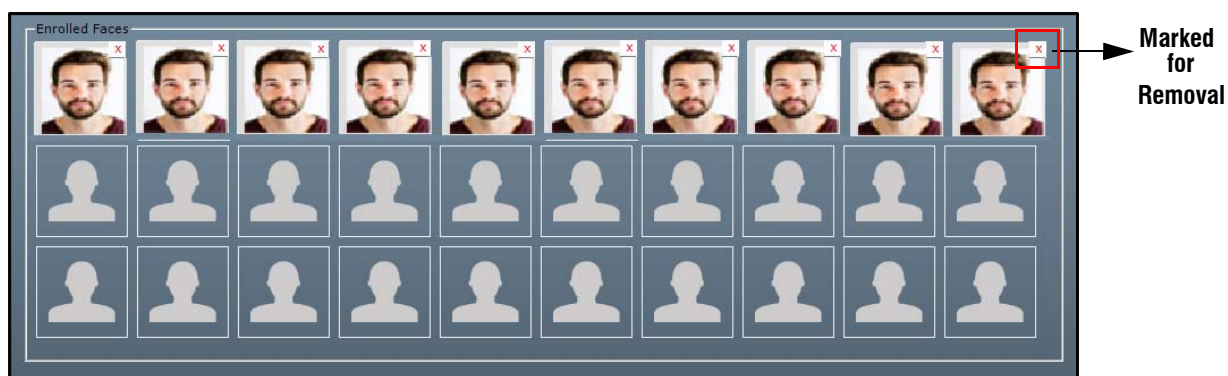 Enrolled Faces
x x x x x x x x x x
Marked
for
Removal